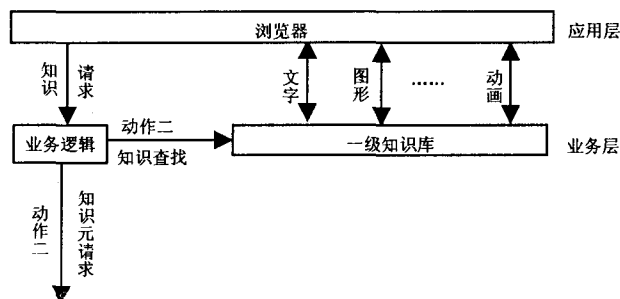 浏览器
应用层
知识
请求
文字
图形
......
动画
业务逻辑
动作二
知识查找
一级知识库
业务层
动作二
知识元请求